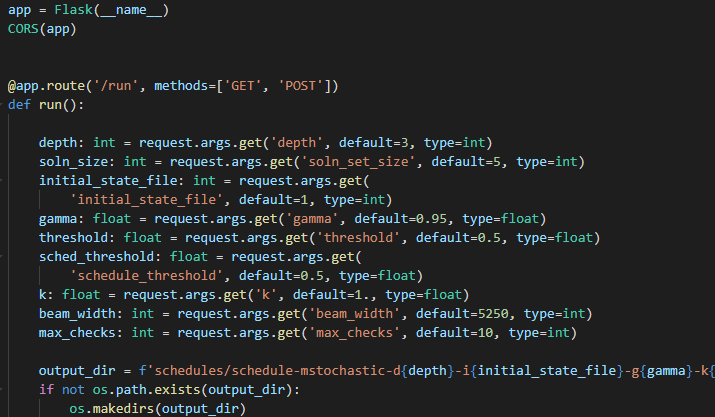 app = Flask(__name__)
CORS(app)
@app.route('/run', methods=['GET', 'POST'])
def run():
depth: int = request.args.get('depth', default=3, type=int)
soln_size: int = request.args.get('soln_set_size', default=5, type=int)
initial_state_file: int = request.args.get(
'initial_state_file', default=1, type=int)
gamma: float = request.args.get('gamma', default=0.95, type=float)
threshold: float = request.args.get('threshold', default=0.5, type=float)
sched_threshold: float = request.args.get(
'schedule_threshold', default=0.5, type=float)
k: float = request.args.get('k', default=1., type=float)
beam_width: int = request.args.get('beam_width', default=5250, type=int)
max_checks: int = request.args.get('max_checks', default=10, type=int)
output_dir = f'schedules/schedule-mstochastic-d{depth}-i{initial_state_file}-g{gamma}-k{
if not os.path.exists(output_dir):
os.makedirs(output_dir)